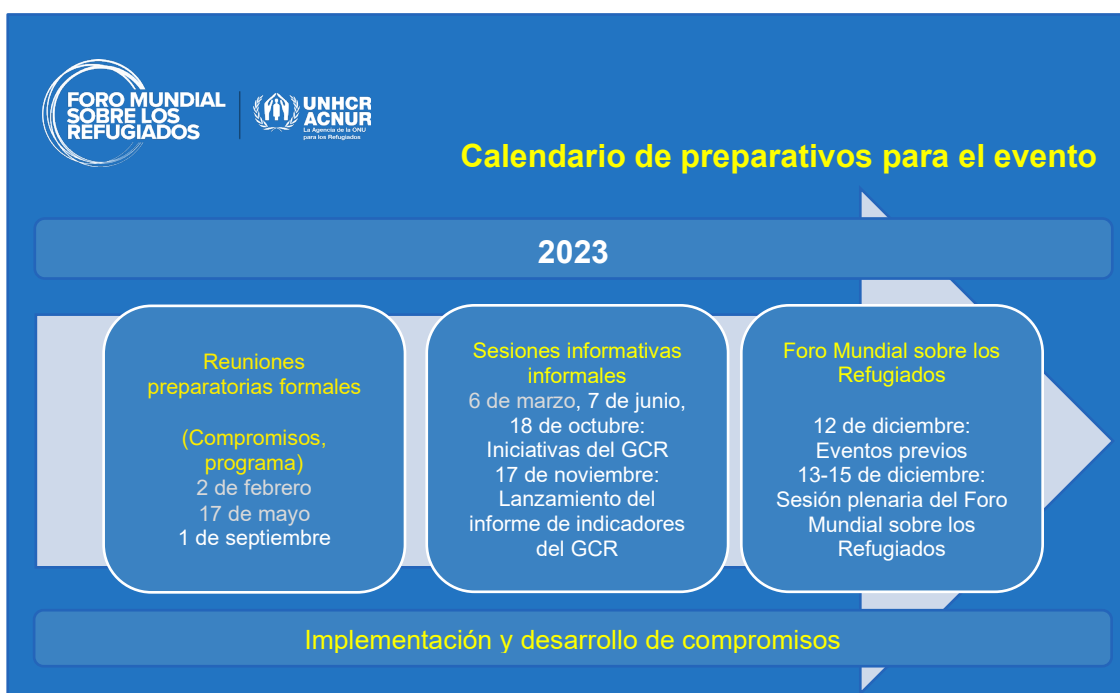 FORO MUNDIAL
SOBRE LOS
REFUGIADOS
UNHCR
ACNUR
La Agencia de la ONU
para los Refugiados
Calendario de preparativos para el evento
2023
Reuniones
preparatorias formales
(Compromisos,
programa)
2 de febrero
17 de mayo
1 de septiembre
Sesiones informativas
informales
6 de marzo, 7 de junio,
18 de octubre:
Iniciativas del GCR
17 de noviembre:
Lanzamiento del
informe de indicadores
del GCR
Foro Mundial sobre los
Refugiados
12 de diciembre:
Eventos previos
13-15 de diciembre:
Sesión plenaria del Foro
Mundial sobre los
Refugiados
Implementación y desarrollo de compromisos